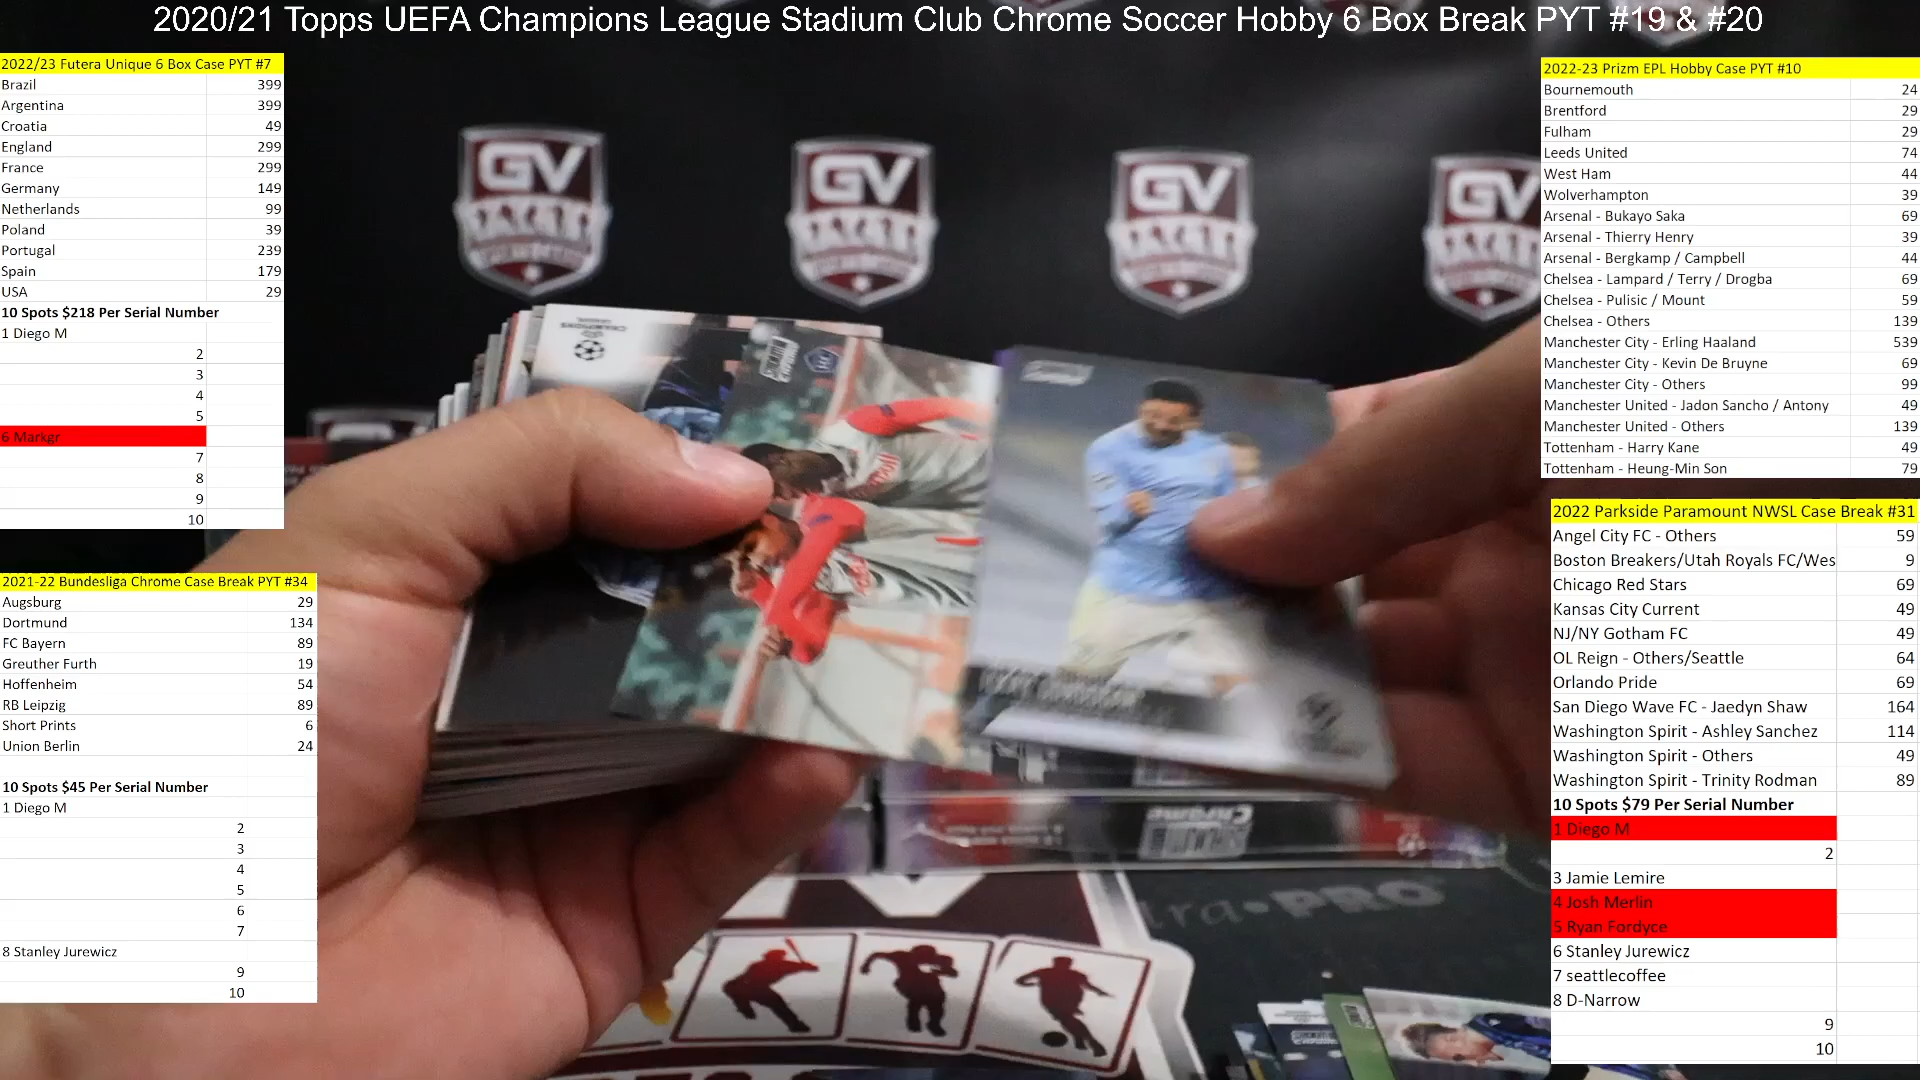 2020/21 Topps UEFA Champions League Stadium Club Chrome Soccer Hobby 6 Box Break PYT #19 & #20
2022/23 Futera Unique 6 Box Case PYT #7
Brazil 399
Argentina 399
Croatia 49
England 299
France 299
Germany 149
Netherlands 99
Poland 39
Portugal 239
Spain 179
USA 29
10 Spots $218 Per Serial Number
1 Diego M
2
3
4
5
6 Markgr
7
8
9
10
2021-22 Bundesliga Chrome Case Break PYT #34
Augsburg 29
Dortmund 134
FC Bayern 89
Greuther Furth 19
Hoffenheim 54
RB Leipzig 89
Short Prints 6
Union Berlin 24
10 Spots $45 Per Serial Number
1 Diego M
2
3
4
5
6
7
8 Stanley Jurewicz
9
10
GV
GV
GV
GV
CHAMPIONS
Chrome
PRO
2022-23 Prizm EPL Hobby Case PYT #10
Bournemouth 24
Brentford 29
Fulham 29
Leeds United 74
West Ham 44
Wolverhampton 39
Arsenal - Bukayo Saka 69
Arsenal - Thierry Henry 39
Arsenal - Bergkamp / Campbell 44
Chelsea - Lampard / Terry / Drogba 69
Chelsea - Pulisic / Mount 59
Chelsea - Others 139
Manchester City - Erling Haaland 539
Manchester City - Kevin De Bruyne 69
Manchester City - Others 99
Manchester United - Jadon Sancho / Antony 49
Manchester United - Others 139
Tottenham - Harry Kane 49
Tottenham - Heung-Min Son 79
2022 Parkside Paramount NWSL Case Break #31
Angel City FC - Others 59
Boston Breakers/Utah Royals FC/Wes 9
Chicago Red Stars 69
Kansas City Current 49
NJ/NY Gotham FC 49
OL Reign - Others/Seattle 64
Orlando Pride 69
San Diego Wave FC - Jaedyn Shaw 164
Washington Spirit - Ashley Sanchez 114
Washington Spirit - Others 49
Washington Spirit - Trinity Rodman 89
10 Spots $79 Per Serial Number
1 Diego M
2
3 Jamie Lemire
4 Josh Merlin
5 Ryan Fordyce
6 Stanley Jurewicz
7 seattlecoffee
8 D-Narrow
9
10